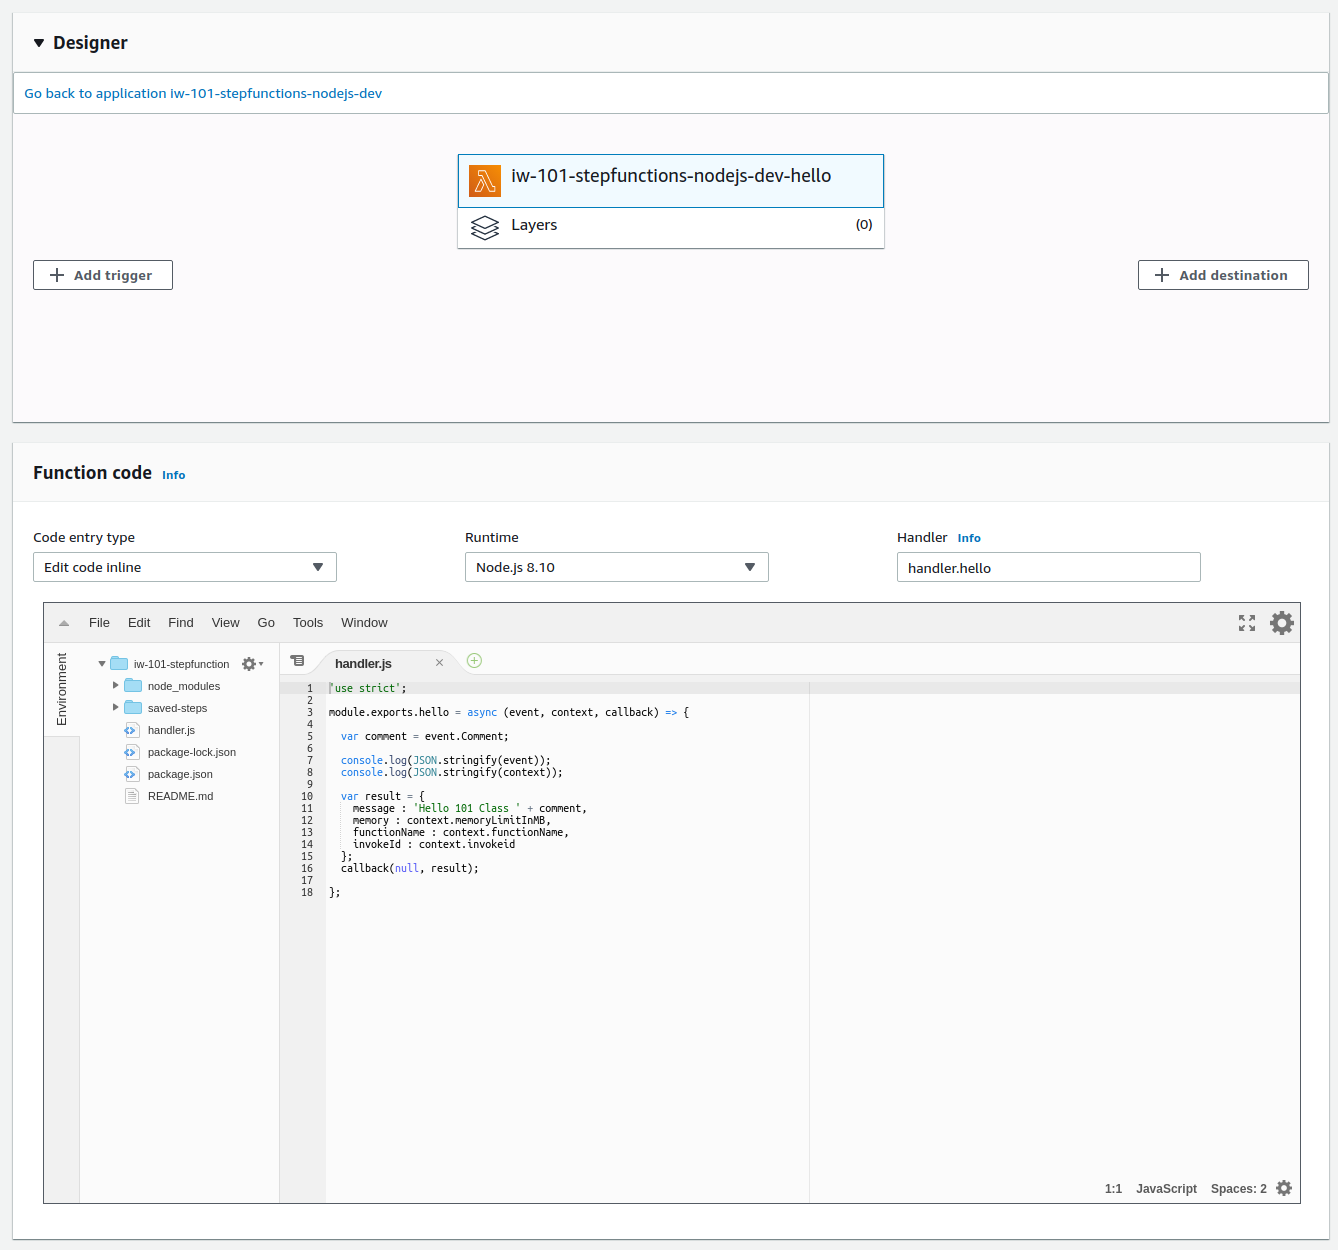 Designer
Go back to application iw-101-stepfunctions-nodejs-dev
iw-101-stepfunctions-nodejs-dev-hello
Layers (0)
Add trigger
Add destination
Function code Info
Code entry type
Edit code inline
Runtime
Node.js 8.10
Handler Info
handler.hello
File Edit Find View Go Tools Window
Environment
iw-101-stepfunction
node_modules
saved-steps
handler.js
package-lock.json
package.json
README.md
handler.js
1 'use strict';
2
3 module.exports.hello = async (event, context, callback) => {
4
5   var comment = event.Comment;
6
7   console.log(JSON.stringify(event));
8   console.log(JSON.stringify(context));
9
10   var result = {
11     message : 'Hello 101 Class ' + comment,
12     memory : context.memoryLimitInMB,
13     functionName : context.functionName,
14     invokeId : context.invokeid
15   };
16   callback(null, result);
17
18 };
1:1 JavaScript Spaces: 2